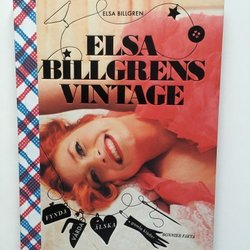 ELSA BILLGREN
ELSA
BILLGRENS
VINTAGE
FYNDA
VÅRDA
ÄLSKA
BONNIER FAKTA